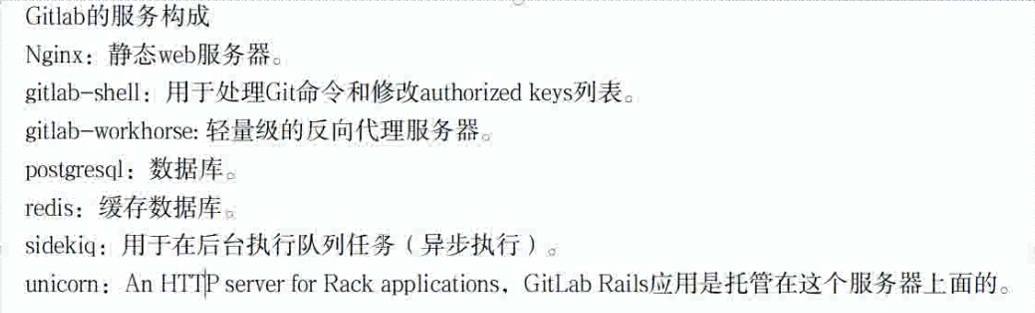 Gitlab的服务构成
Nginx：静态web服务器。
gitlab-shell：用于处理Git命令和修改authorized keys列表。
gitlab-workhorse: 轻量级的反向代理服务器。
postgresql：数据库。
redis：缓存数据库。
sidekiq：用于在后台执行队列任务（异步执行）。
unicorn：An HTTP server for Rack applications，GitLab Rails应用是托管在这个服务器上面的。